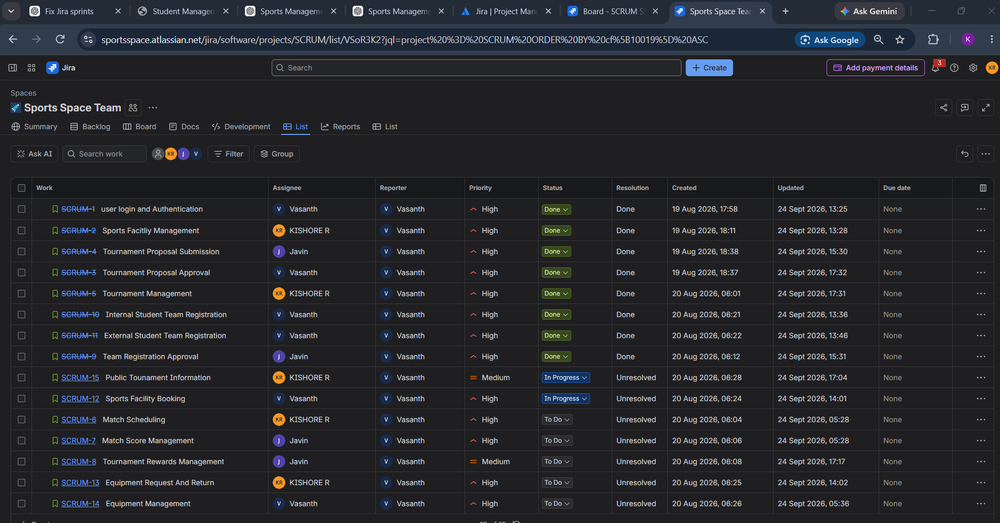 Fix Jira sprints
Student Managem
Sports Manageme
Sports Manageme
Jira | Project Mana
Board - SCRUM S
Sports Space Team
Ask Gemini
sportsspace.atlassian.net/jira/software/projects/SCRUM/list/VSoR3K2?jql=project%20%3D%20SCRUM%20ORDER%20BY%20cf%5B10019%5D%20ASC
Ask Google
K
Jira
Search
Create
Add payment details
3
KR
Spaces
Sports Space Team
Summary Backlog Board Docs Development List Reports List
Ask AI Search work KR J V Filter Group
Work Assignee Reporter Priority Status Resolution Created Updated Due date
SCRUM-1 user login and Authentication V Vasanth V Vasanth High Done Done 19 Aug 2026, 17:58 24 Sept 2026, 13:25 None
SCRUM-2 Sports Facitliy Management KR KISHORE R V Vasanth High Done Done 19 Aug 2026, 18:11 24 Sept 2026, 13:28 None
SCRUM-4 Tournament Proposal Submission J Javin V Vasanth High Done Done 19 Aug 2026, 18:38 24 Sept 2026, 15:30 None
SCRUM-3 Tournament Proposal Approval V Vasanth V Vasanth High Done Done 19 Aug 2026, 18:37 24 Sept 2026, 17:32 None
SCRUM-5 Tournament Management KR KISHORE R V Vasanth High Done Done 20 Aug 2026, 06:01 24 Sept 2026, 17:31 None
SCRUM-10 Internal Student Team Registration V Vasanth V Vasanth High Done Done 20 Aug 2026, 06:21 24 Sept 2026, 13:36 None
SCRUM-11 External Student Team Registration V Vasanth V Vasanth High Done Done 20 Aug 2026, 06:22 24 Sept 2026, 13:46 None
SCRUM-9 Team Registration Approval J Javin V Vasanth High Done Done 20 Aug 2026, 06:12 24 Sept 2026, 15:31 None
SCRUM-15 Public Tounament Information KR KISHORE R V Vasanth Medium In Progress Unresolved 20 Aug 2026, 06:28 24 Sept 2026, 17:04 None
SCRUM-12 Sports Facility Booking V Vasanth V Vasanth High In Progress Unresolved 20 Aug 2026, 06:24 24 Sept 2026, 14:01 None
SCRUM-6 Match Scheduling KR KISHORE R V Vasanth High To Do Unresolved 20 Aug 2026, 06:04 24 Sept 2026, 05:28 None
SCRUM-7 Match Score Management J Javin V Vasanth High To Do Unresolved 20 Aug 2026, 06:06 24 Sept 2026, 05:28 None
SCRUM-8 Tournament Rewards Management J Javin V Vasanth Medium To Do Unresolved 20 Aug 2026, 06:08 24 Sept 2026, 17:17 None
SCRUM-13 Equipment Request And Return KR KISHORE R V Vasanth High To Do Unresolved 20 Aug 2026, 06:25 24 Sept 2026, 14:02 None
SCRUM-14 Equipment Management V Vasanth V Vasanth High To Do Unresolved 20 Aug 2026, 06:26 24 Sept 2026, 05:36 None